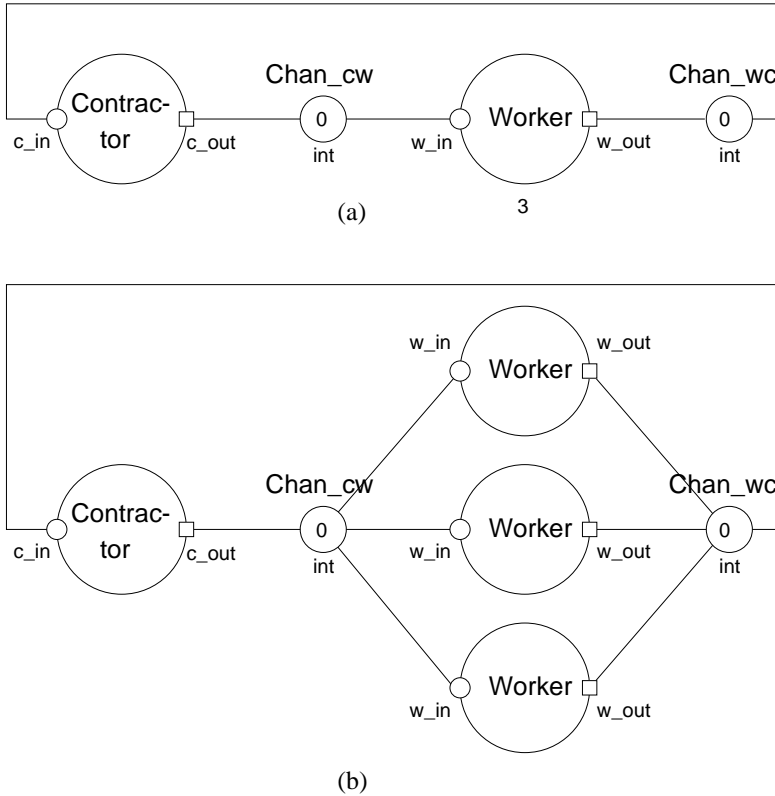 Chan_cw
Chan_wc
Contrac-
tor
0
Worker
0
c_in
c_out
int
w_in
w_out
int
3
(a)
w_in
w_out
Worker
Chan_cw
Chan_wc
Contrac-
tor
0
Worker
0
c_in
c_out
int
w_in
w_out
int
Worker
w_in
w_out
(b)